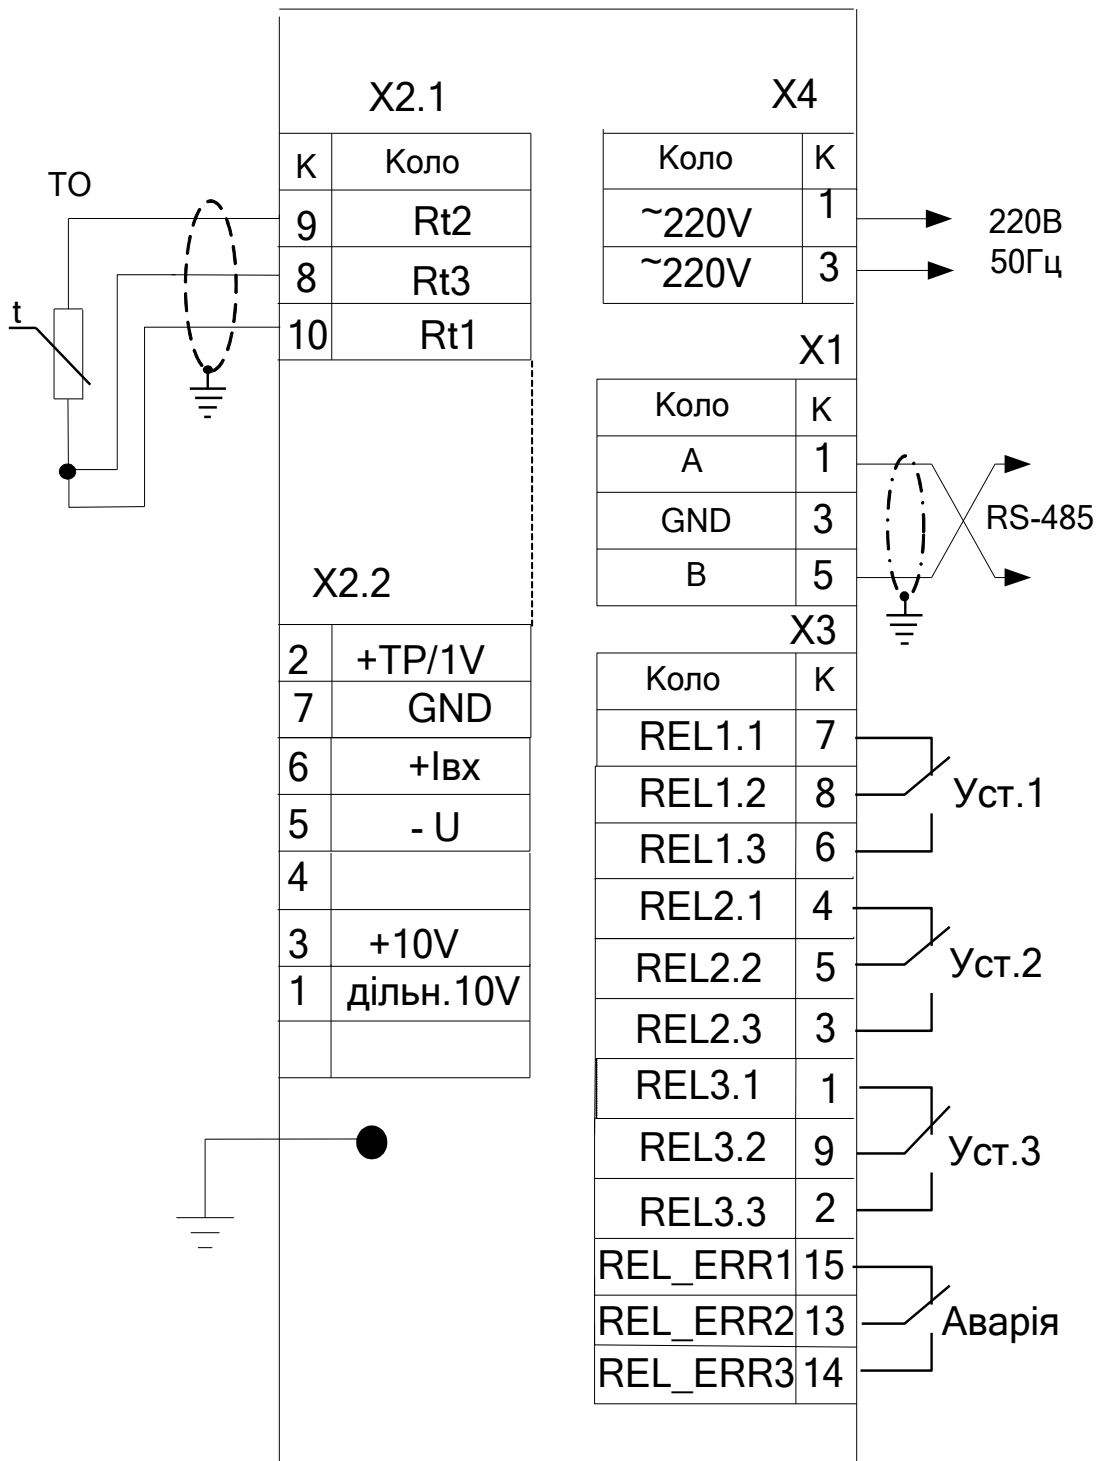 X2.1
К Коло
9 Rt2
8 Rt3
10 Rt1
ТО
t
X2.2
2 +TP/1V
7 GND
6 +Івх
5 - U
4
3 +10V
1 дільн.10V
X4
Коло К
~220V 1
~220V 3
220В
50Гц
X1
Коло К
A 1
GND 3
B 5
RS-485
X3
Коло К
REL1.1 7
REL1.2 8
REL1.3 6
Уст.1
REL2.1 4
REL2.2 5
REL2.3 3
Уст.2
REL3.1 1
REL3.2 9
REL3.3 2
Уст.3
REL_ERR1 15
REL_ERR2 13
REL_ERR3 14
Аварія